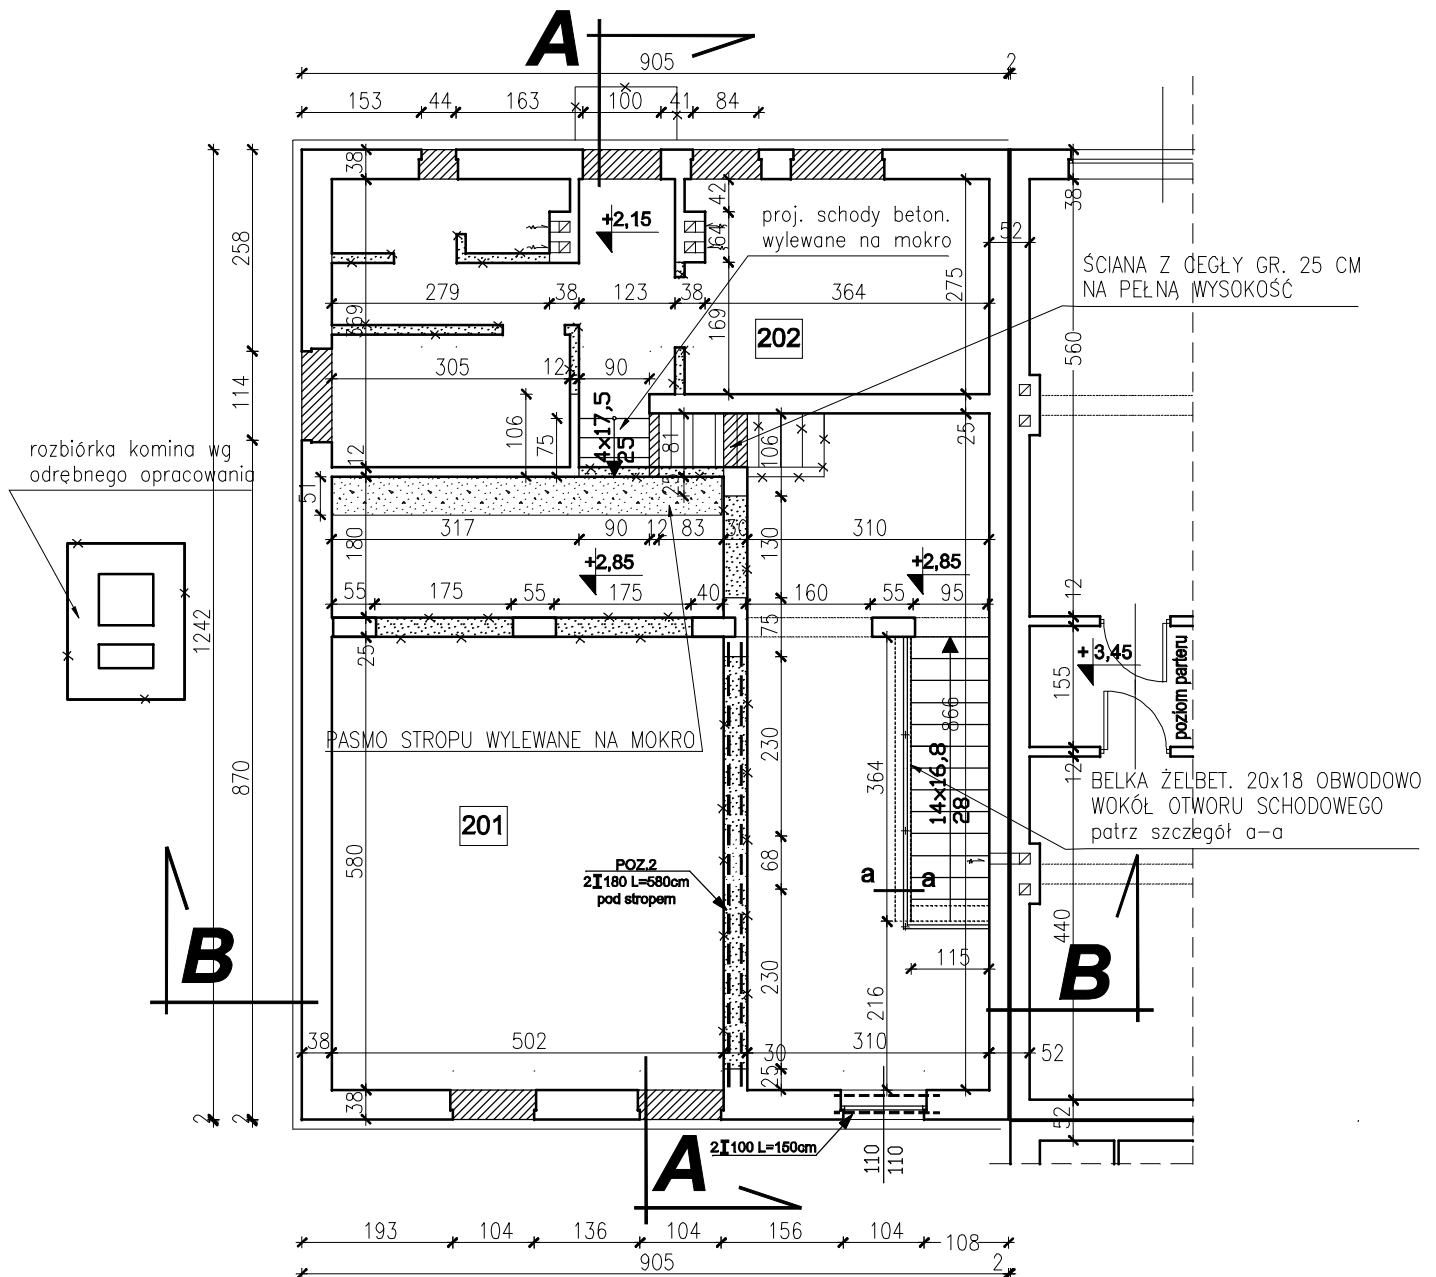 A
905
2
153 44 163 100 41 84
38
42
+2,15
64
proj. schody beton.
wylewane na mokro
52
38
ŚCIANA Z CEGŁY GR. 25 CM
NA PEŁNĄ WYSOKOŚĆ
258
279 38 123 38 364
275
369
169
202
560
305 12 90
114
106
75
4x17,5
25
81
106
25
rozbiórka komina wg
odrębnego opracowania
12
51
25
317 90 12 83 30 310
180
130
+2,85
+2,85
55 175 55 175 40 160 55 95
12
1242
75
25
+ 3,45
155
poziom parteru
PASMO STROPU WYLEWANE NA MOKRO
230
866
364
14x16,8
28
12
870
BELKA ŻELBET. 20x18 OBWODOWO
WOKÓŁ OTWORU SCHODOWEGO
patrz szczegół a-a
201
580
68
POZ.2
2I180 L=580cm
pod stropem
a a
440
B
B
230
115
216
38 502 30 310 52
25
38
2
2
52
A
2I100 L=150cm
110
110
193 104 136 104 156 104 108
905
2